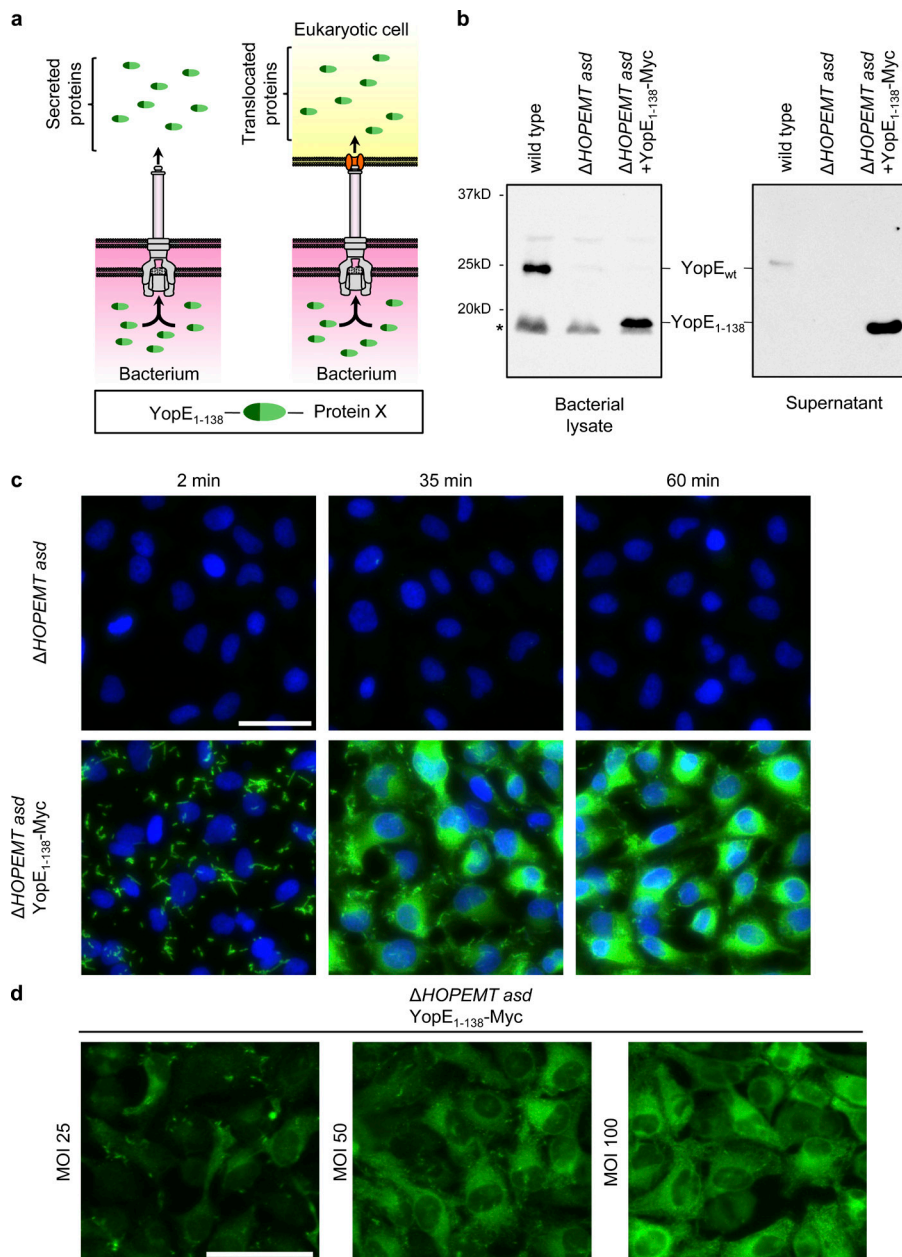 a
Eukaryotic cell
Secreted
proteins
Translocated
proteins
Bacterium
Bacterium
YopE1-138
Protein X
b
wild type
ΔHOPEMT asd
ΔHOPEMT asd
+YopE1-138-Myc
wild type
ΔHOPEMT asd
ΔHOPEMT asd
+YopE1-138-Myc
37kD -
25kD -
20kD -
*
YopEwt
YopE1-138
Bacterial
lysate
Supernatant
c
2 min
35 min
60 min
ΔHOPEMT asd
ΔHOPEMT asd
YopE1-138-Myc
d
ΔHOPEMT asd
YopE1-138-Myc
MOI 25
MOI 50
MOI 100